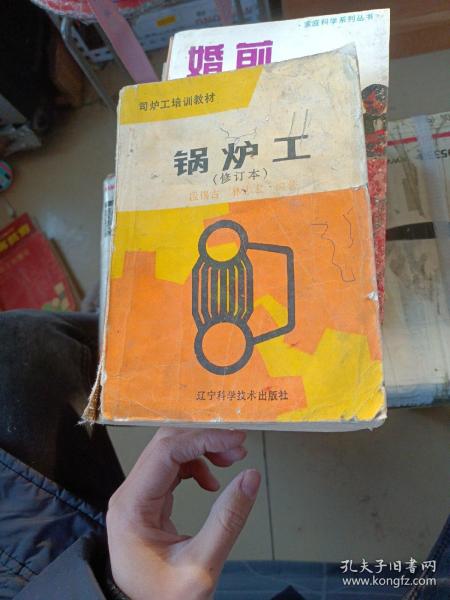 ·家庭科学系列丛书·
婚前
司炉工培训教材
锅炉工
(修订本)
编著
辽宁科学技术出版社
孔夫子旧书网
www.kongfz.com